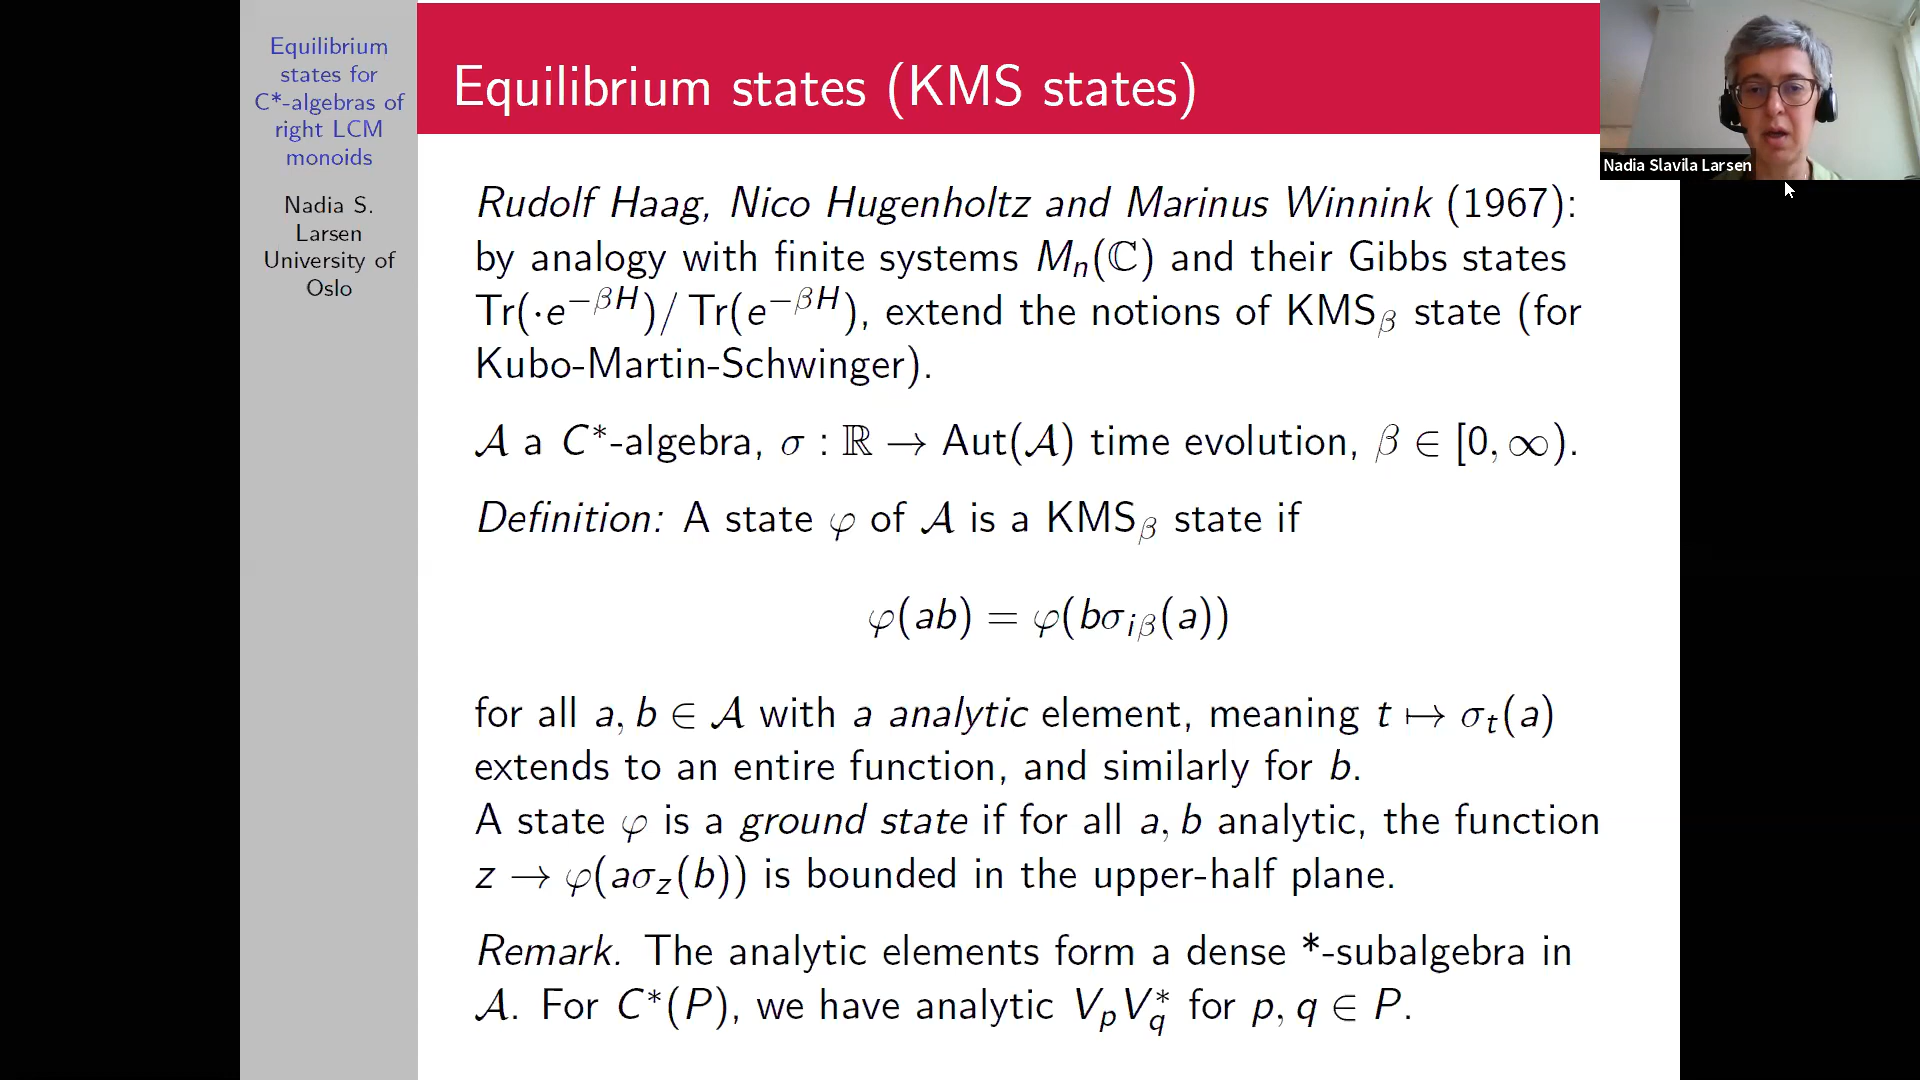 Equilibrium
states for
C*-algebras of
right LCM
monoids
Nadia S.
Larsen
University of
Oslo
Equilibrium states (KMS states)
Nadia Slavila Larsen
Rudolf Haag, Nico Hugenholtz and Marinus Winnink (1967):
by analogy with finite systems Mₙ(ℂ) and their Gibbs states
Tr(·e^{−βH})/ Tr(e^{−βH}), extend the notions of KMS_β state (for
Kubo-Martin-Schwinger).
𝒜 a C*-algebra, σ : ℝ → Aut(𝒜) time evolution, β ∈ [0, ∞).
Definition: A state φ of 𝒜 is a KMS_β state if
φ(ab) = φ(bσ_{iβ}(a))
for all a, b ∈ 𝒜 with a analytic element, meaning t ↦ σ_t(a)
extends to an entire function, and similarly for b.
A state φ is a ground state if for all a, b analytic, the function
z → φ(aσ_z(b)) is bounded in the upper-half plane.
Remark. The analytic elements form a dense *-subalgebra in
𝒜. For C*(P), we have analytic V_pV_q^* for p, q ∈ P.